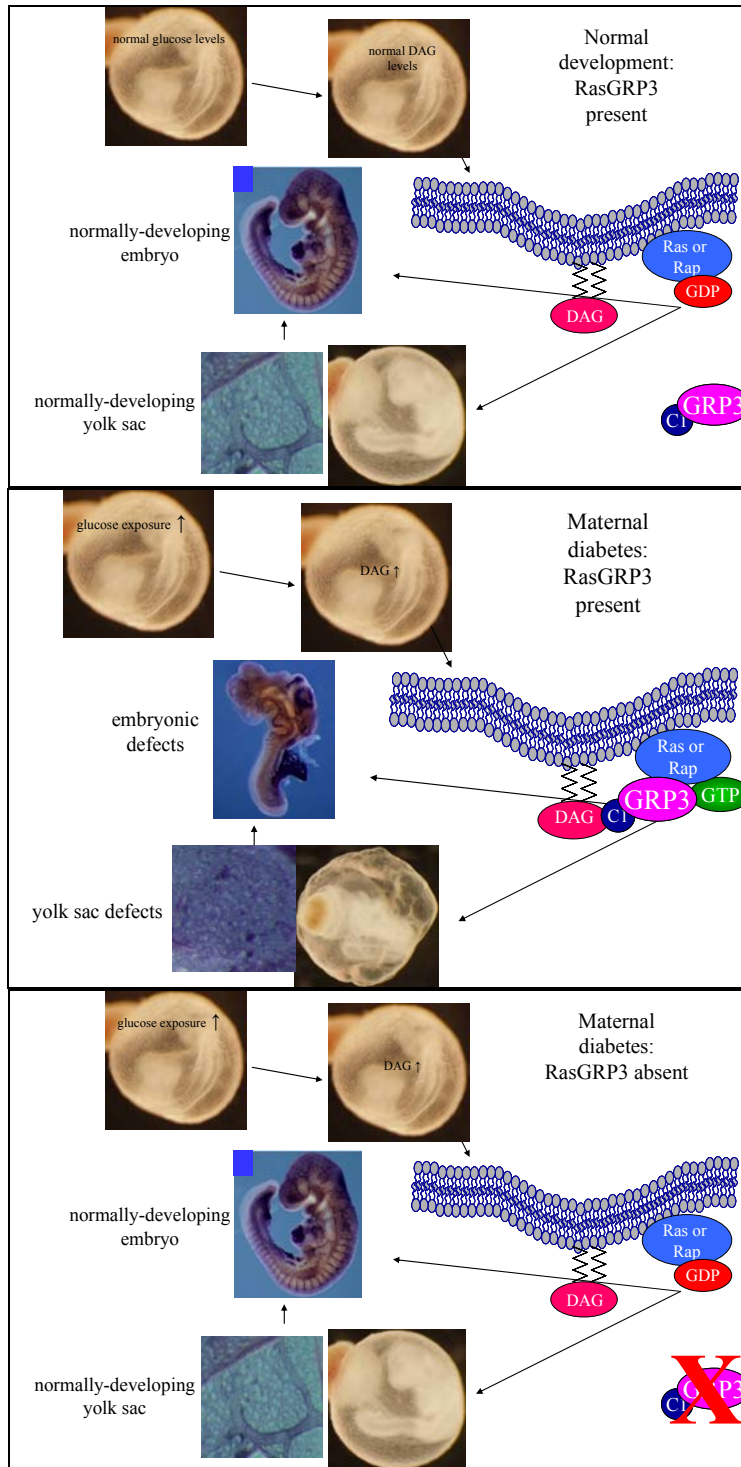 normal glucose levels
normal DAG
levels
Normal
development:
RasGRP3
present
normally-developing
embryo
Ras or
Rap
GDP
DAG
normally-developing
yolk sac
GRP3
C1
glucose exposure ↑
DAG ↑
Maternal
diabetes:
RasGRP3
present
embryonic
defects
Ras or
Rap
GRP3
GTP
DAG
C1
yolk sac defects
glucose exposure ↑
DAG ↑
Maternal
diabetes:
RasGRP3 absent
normally-developing
embryo
Ras or
Rap
GDP
DAG
normally-developing
yolk sac
GRP3
C1
X